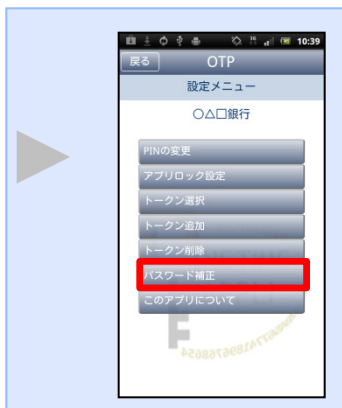 10:39
戻る OTP
設定メニュー
○△□銀行
PINの変更
アプリロック設定
トークン選択
トークン追加
トークン削除
パスワード補正
このアプリについて